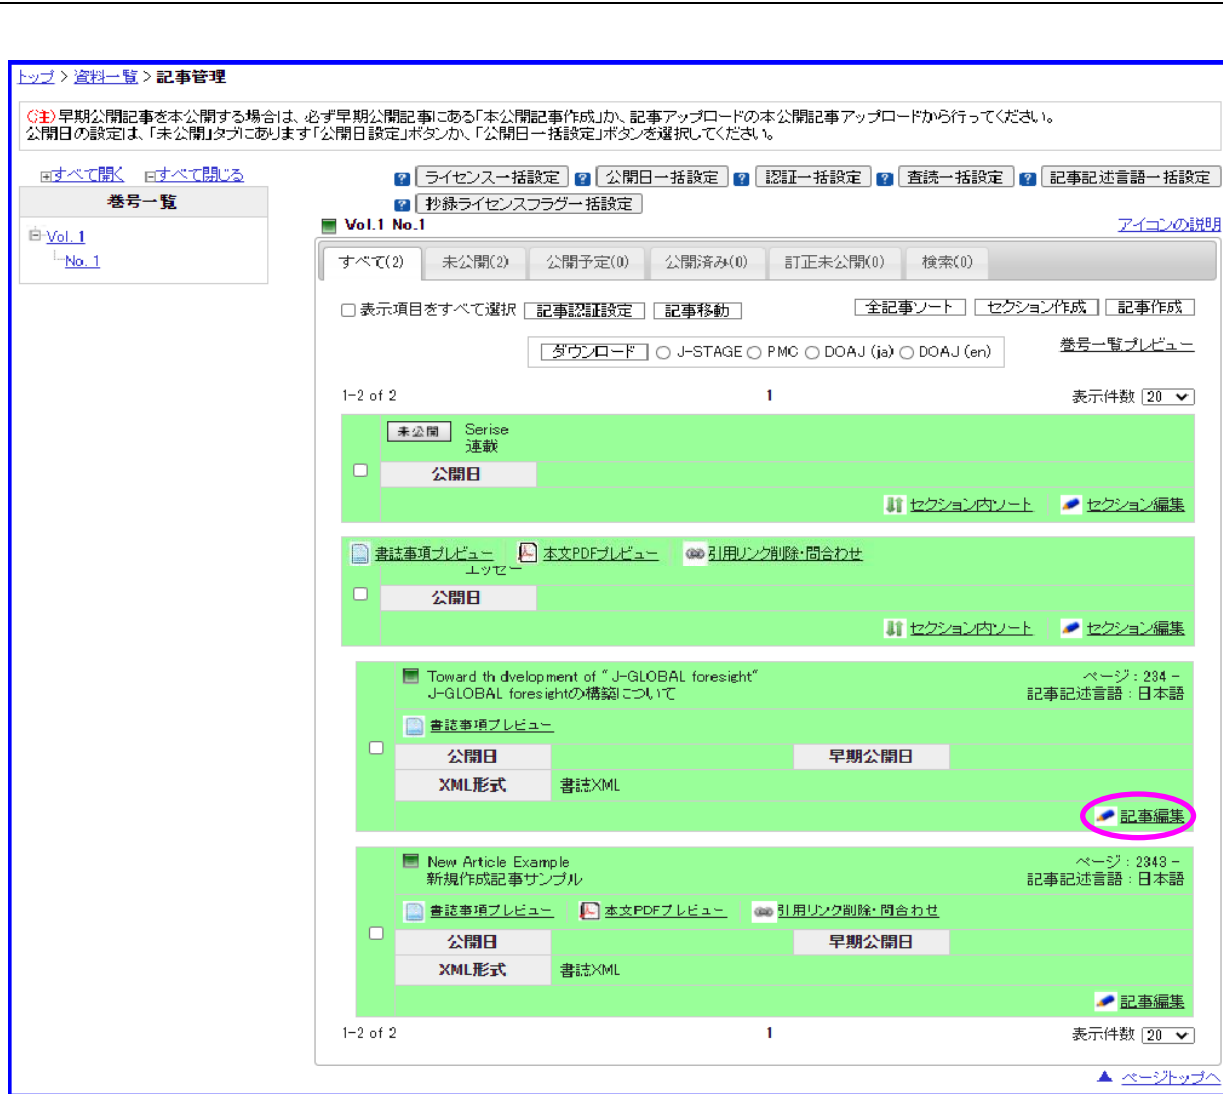 トップ > 資料一覧 > 記事管理
(注)早期公開記事を本公開する場合は、必ず早期公開記事にある「本公開記事作成」か、記事アップロードの本公開記事アップロードから行ってください。
公開日の設定は、「未公開」タブにあります「公開日設定」ボタンか、「公開日一括設定」ボタンを選択してください。
すべて開く すべて閉じる
巻号一覧
Vol. 1
No. 1
ライセンス一括設定 公開日一括設定 認証一括設定 査読一括設定 記事記述言語一括設定
抄録ライセンスフラグ一括設定
Vol.1 No.1 アイコンの説明
すべて(2) 未公開(2) 公開予定(0) 公開済み(0) 訂正未公開(0) 検索(0)
表示項目をすべて選択 記事認証設定 記事移動 全記事ソート セクション作成 記事作成
ダウンロード J-STAGE PMC DOAJ (ja) DOAJ (en) 巻号一覧プレビュー
1-2 of 2 1 表示件数 20
未公開 Serise
連載
公開日
セクション内ソート セクション編集
書誌事項プレビュー 本文PDFプレビュー 引用リンク削除・問合わせ
エッセー
公開日
セクション内ソート セクション編集
Toward th dvelopment of "J-GLOBAL foresight" ページ : 234 -
J-GLOBAL foresightの構築について 記事記述言語 : 日本語
書誌事項プレビュー
公開日 早期公開日
XML形式 書誌XML
記事編集
New Article Example ページ : 2343 -
新規作成記事サンプル 記事記述言語 : 日本語
書誌事項プレビュー 本文PDFプレビュー 引用リンク削除・問合わせ
公開日 早期公開日
XML形式 書誌XML
記事編集
1-2 of 2 1 表示件数 20
▲ ページトップへ